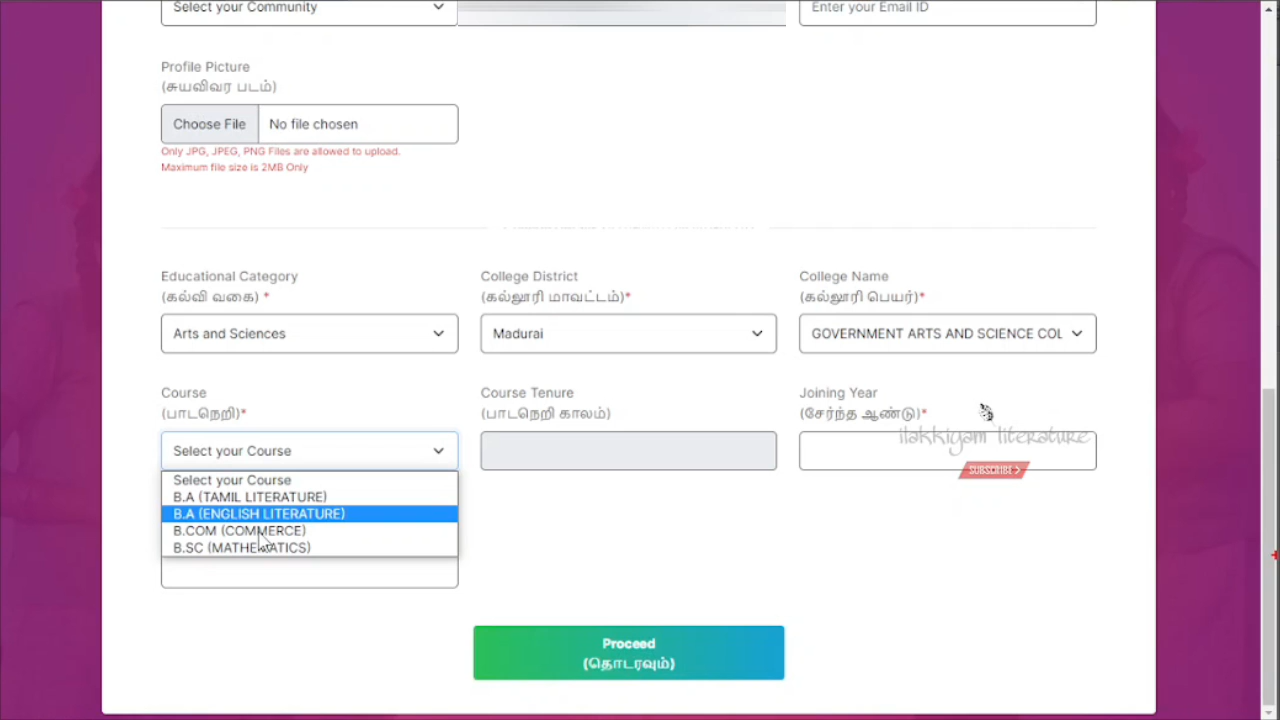 Select your Community
Enter your Email ID
Profile Picture
(சுயவிவர படம்)
Choose File No file chosen
Only JPG, JPEG, PNG Files are allowed to upload.
Maximum file size is 2MB Only
Educational Category
(கல்வி வகை) *
Arts and Sciences
College District
(கல்லூரி மாவட்டம்)*
Madurai
College Name
(கல்லூரி பெயர்)*
GOVERNMENT ARTS AND SCIENCE COL
Course
(பாடநெறி)*
Select your Course
Course Tenure
(பாடநெறி காலம்)
Joining Year
(சேர்ந்த ஆண்டு)*
ilakkiyam literature
SUBSCRIBE >
Select your Course
B.A (TAMIL LITERATURE)
B.A (ENGLISH LITERATURE)
B.COM (COMMERCE)
B.SC (MATHEMATICS)
Proceed
(தொடரவும்)